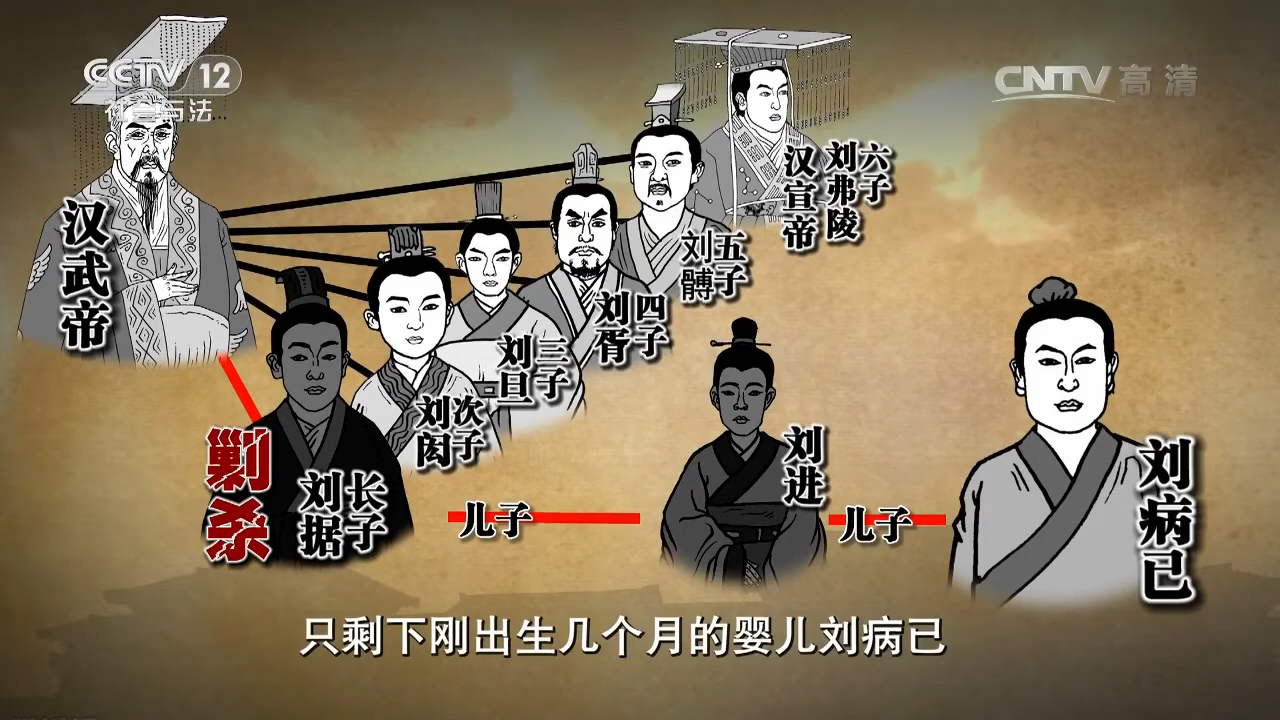 CCTV 12
社会与法
CNTV 高清
汉武帝
六子
刘弗陵
汉宣帝
五子
刘髆
四子
刘胥
三子
刘旦
次子
刘闳
长子
刘据
剿杀
儿子
刘进
儿子
刘病已
只剩下刚出生几个月的婴儿刘病已